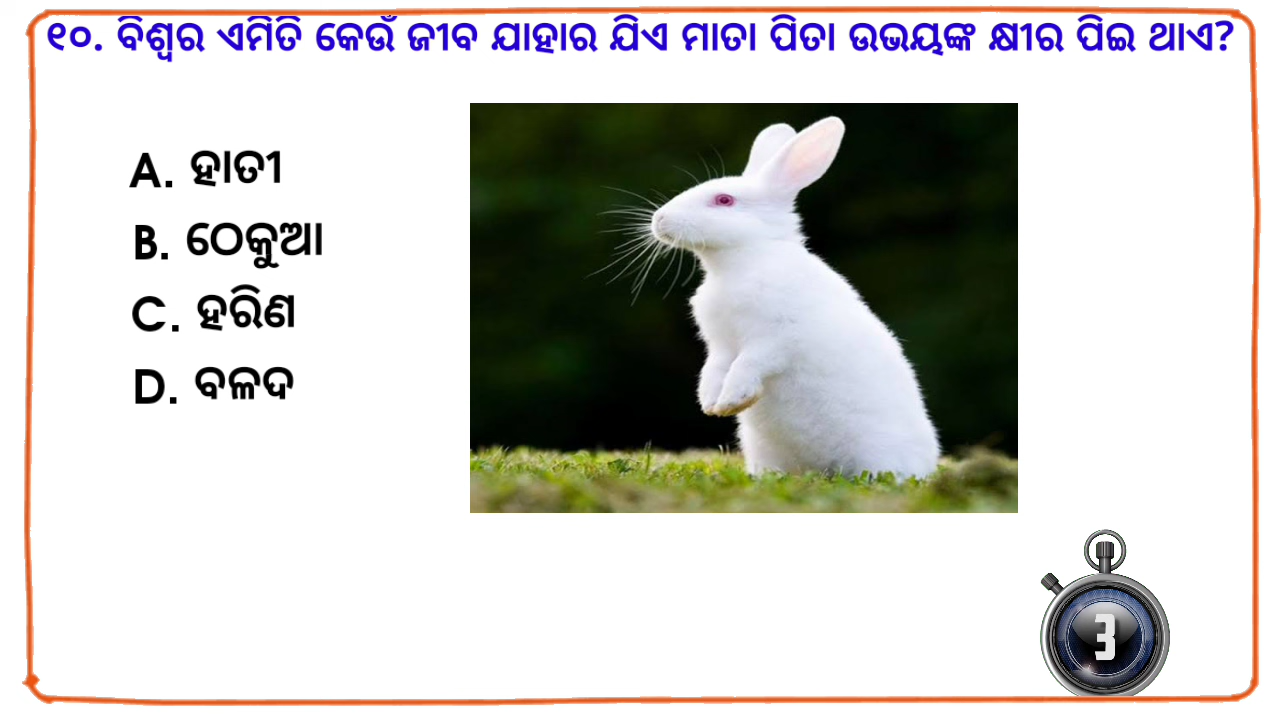 ୧୦. ବିଶ୍ୱର ଏମିତି କେଉଁ ଜୀବ ଯାହାର ଯିଏ ମାତା ପିତା ଉଭୟଙ୍କ କ୍ଷୀର ପିଇ ଥାଏ?
A. ହାତୀ
B. ଠେକୁଆ
C. ହରିଣ
D. ବଳଦ
3